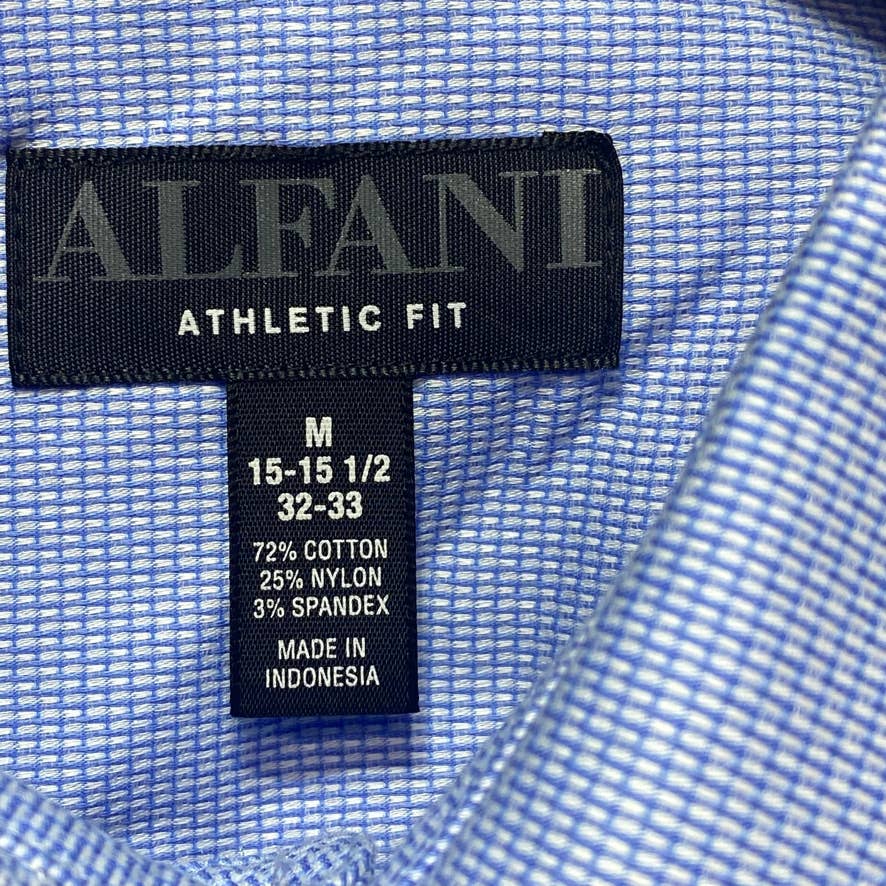 ALFANI
ATHLETIC FIT
M
15-15 1/2
32-33
72% COTTON
25% NYLON
3% SPANDEX
MADE IN
INDONESIA